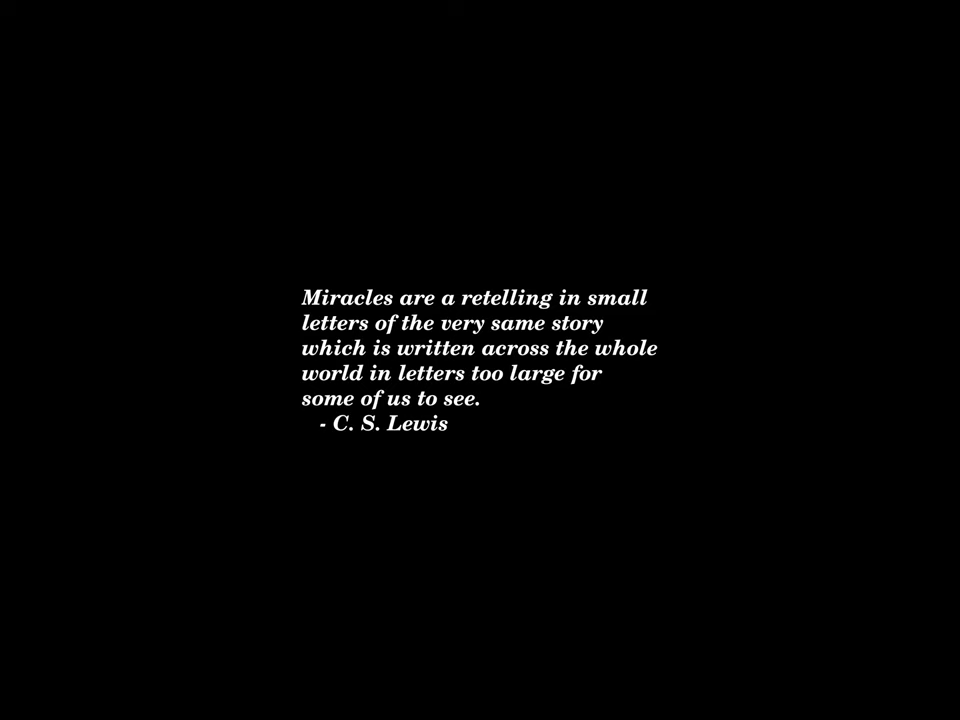 Miracles are a retelling in small
letters of the very same story
which is written across the whole
world in letters too large for
some of us to see.
- C. S. Lewis